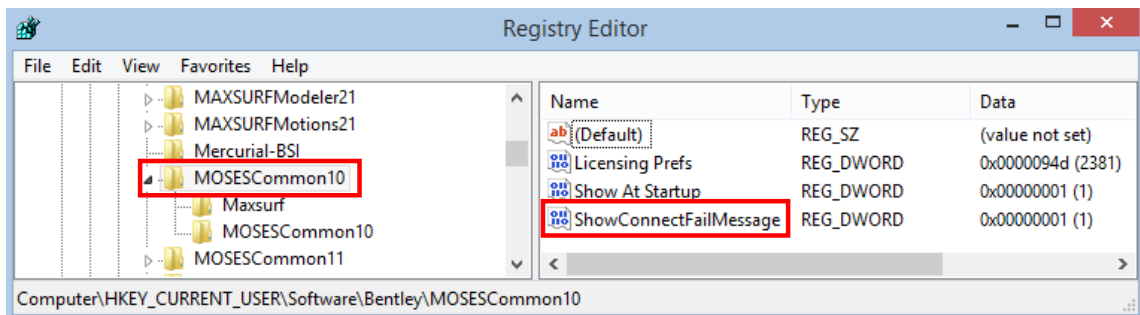 Registry Editor
File Edit View Favorites Help
MAXSURFModeler21
MAXSURFMotions21
Mercurial-BSI
MOSESCommon10
Maxsurf
MOSESCommon10
MOSESCommon11
Name Type Data
ab (Default) REG_SZ (value not set)
Licensing Prefs REG_DWORD 0x0000094d (2381)
Show At Startup REG_DWORD 0x00000001 (1)
ShowConnectFailMessage REG_DWORD 0x00000001 (1)
Computer\HKEY_CURRENT_USER\Software\Bentley\MOSESCommon10